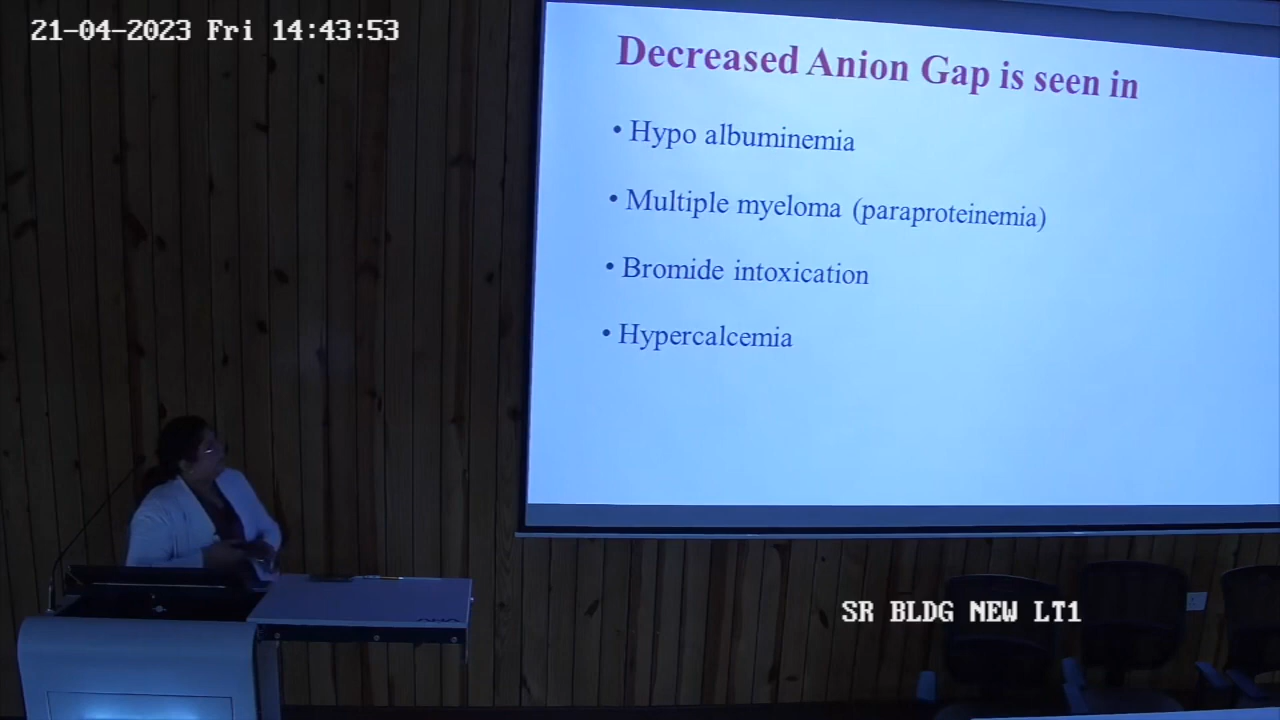 21-04-2023 Fri 14:43:53
Decreased Anion Gap is seen in
• Hypo albuminemia
• Multiple myeloma (paraproteinemia)
• Bromide intoxication
• Hypercalcemia
SR BLDG NEW LT1